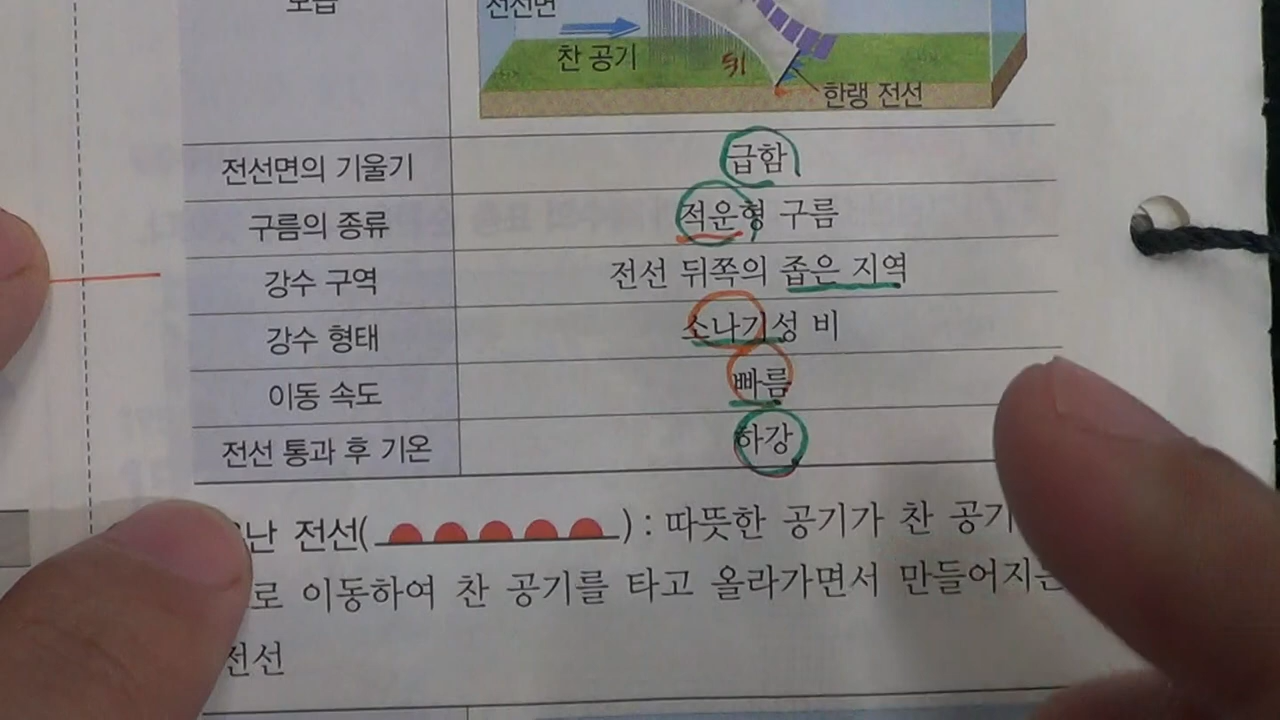 모습
전선면
찬 공기
뒤
한랭 전선
전선면의 기울기 급함
구름의 종류 적운형 구름
강수 구역 전선 뒤쪽의 좁은 지역
강수 형태 소나기성 비
이동 속도 빠름
전선 통과 후 기온 하강
난 전선( ) : 따뜻한 공기가 찬 공기
로 이동하여 찬 공기를 타고 올라가면서 만들어지는
전선